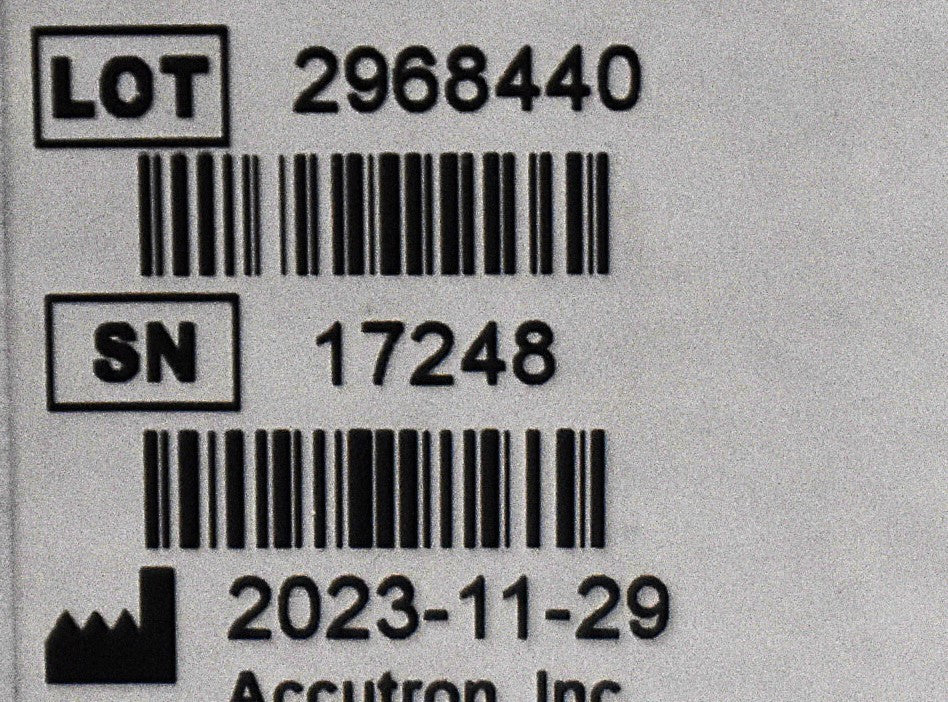 LOT 2968440
SN 17248
2023-11-29
Accutron, Inc.